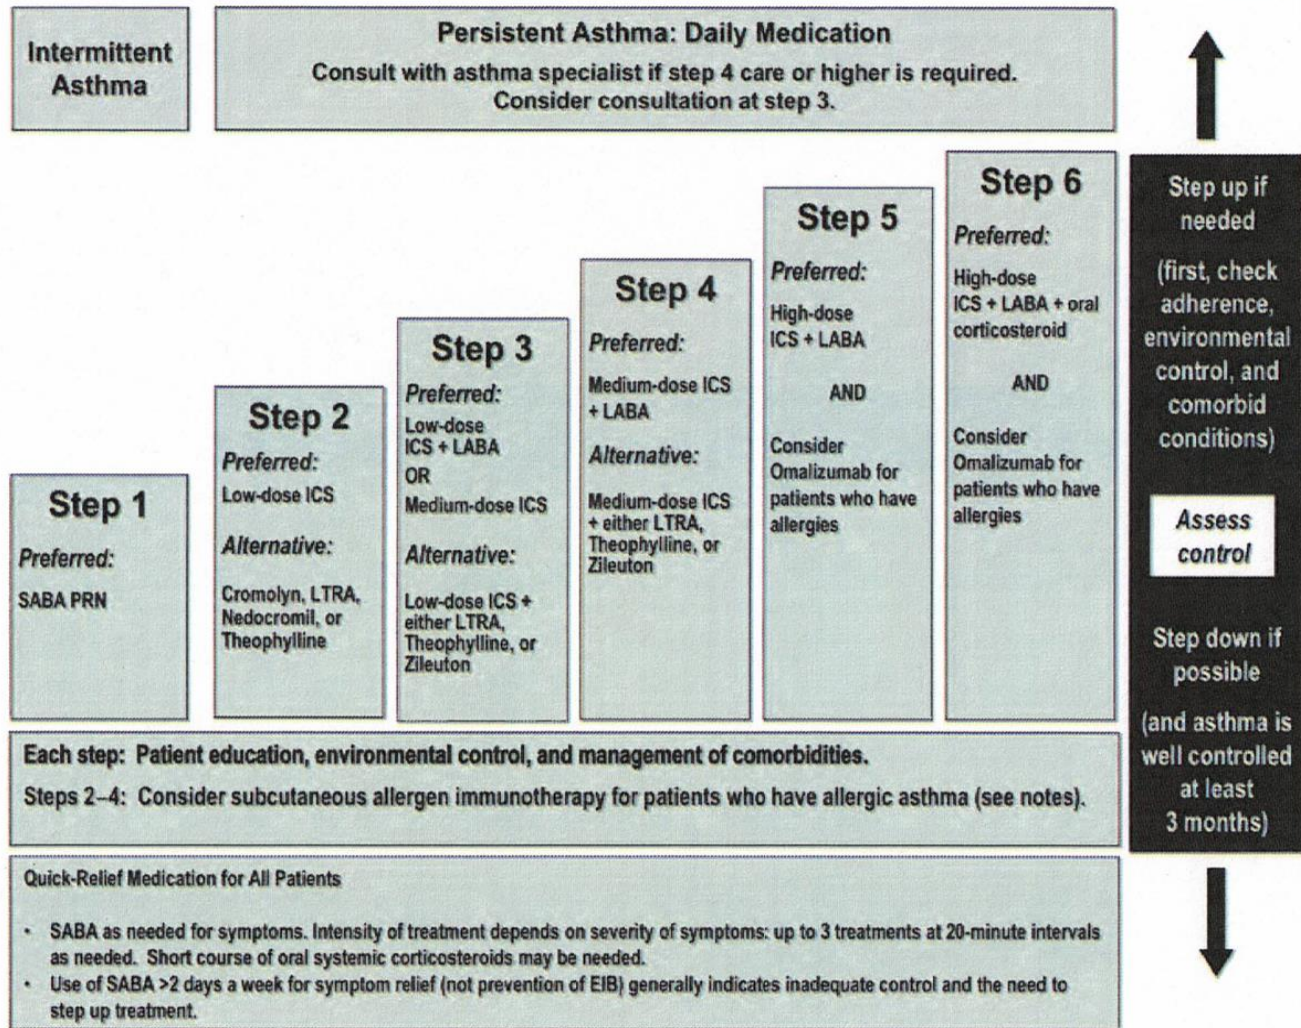 Intermittent
Asthma
Persistent Asthma: Daily Medication
Consult with asthma specialist if step 4 care or higher is required.
Consider consultation at step 3.
Step 1
Preferred:
SABA PRN
Step 2
Preferred:
Low-dose ICS
Alternative:
Cromolyn, LTRA,
Nedocromil, or
Theophylline
Step 3
Preferred:
Low-dose
ICS + LABA
OR
Medium-dose ICS
Alternative:
Low-dose ICS +
either LTRA,
Theophylline, or
Zileuton
Step 4
Preferred:
Medium-dose ICS
+ LABA
Alternative:
Medium-dose ICS
+ either LTRA,
Theophylline, or
Zileuton
Step 5
Preferred:
High-dose
ICS + LABA
AND
Consider
Omalizumab for
patients who have
allergies
Step 6
Preferred:
High-dose
ICS + LABA + oral
corticosteroid
AND
Consider
Omalizumab for
patients who have
allergies
Step up if
needed
(first, check
adherence,
environmental
control, and
comorbid
conditions)
Assess
control
Step down if
possible
(and asthma is
well controlled
at least
3 months)
Each step: Patient education, environmental control, and management of comorbidities.
Steps 2–4: Consider subcutaneous allergen immunotherapy for patients who have allergic asthma (see notes).
Quick-Relief Medication for All Patients
• SABA as needed for symptoms. Intensity of treatment depends on severity of symptoms: up to 3 treatments at 20-minute intervals
as needed. Short course of oral systemic corticosteroids may be needed.
• Use of SABA >2 days a week for symptom relief (not prevention of EIB) generally indicates inadequate control and the need to
step up treatment.